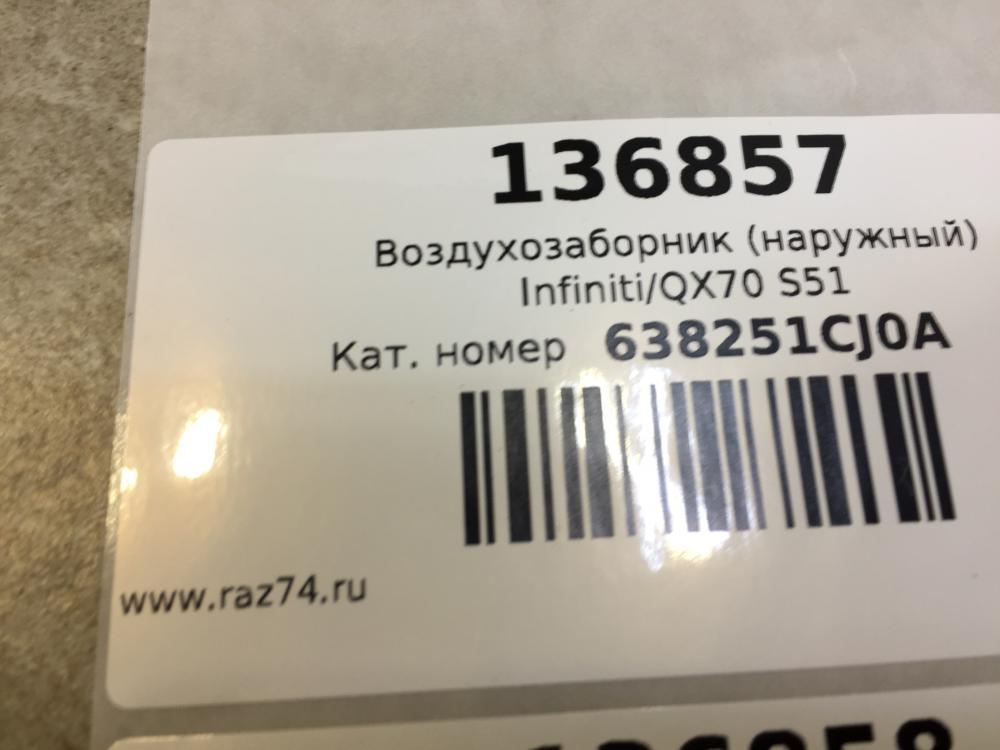 136857
Воздухозаборник (наружный)
Infiniti/QX70 S51
Кат. номер 638251CJ0A
www.raz74.ru